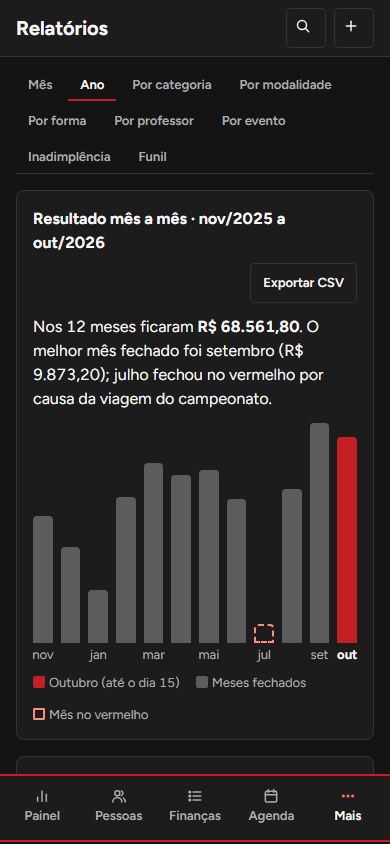 Relatórios
Mês Ano Por categoria Por modalidade
Por forma Por professor Por evento
Inadimplência Funil
Resultado mês a mês · nov/2025 a
out/2026
Exportar CSV
Nos 12 meses ficaram R$ 68.561,80. O
melhor mês fechado foi setembro (R$
9.873,20); julho fechou no vermelho por
causa da viagem do campeonato.
nov jan mar mai jul set out
Outubro (até o dia 15) Meses fechados
Mês no vermelho
Painel Pessoas Finanças Agenda Mais